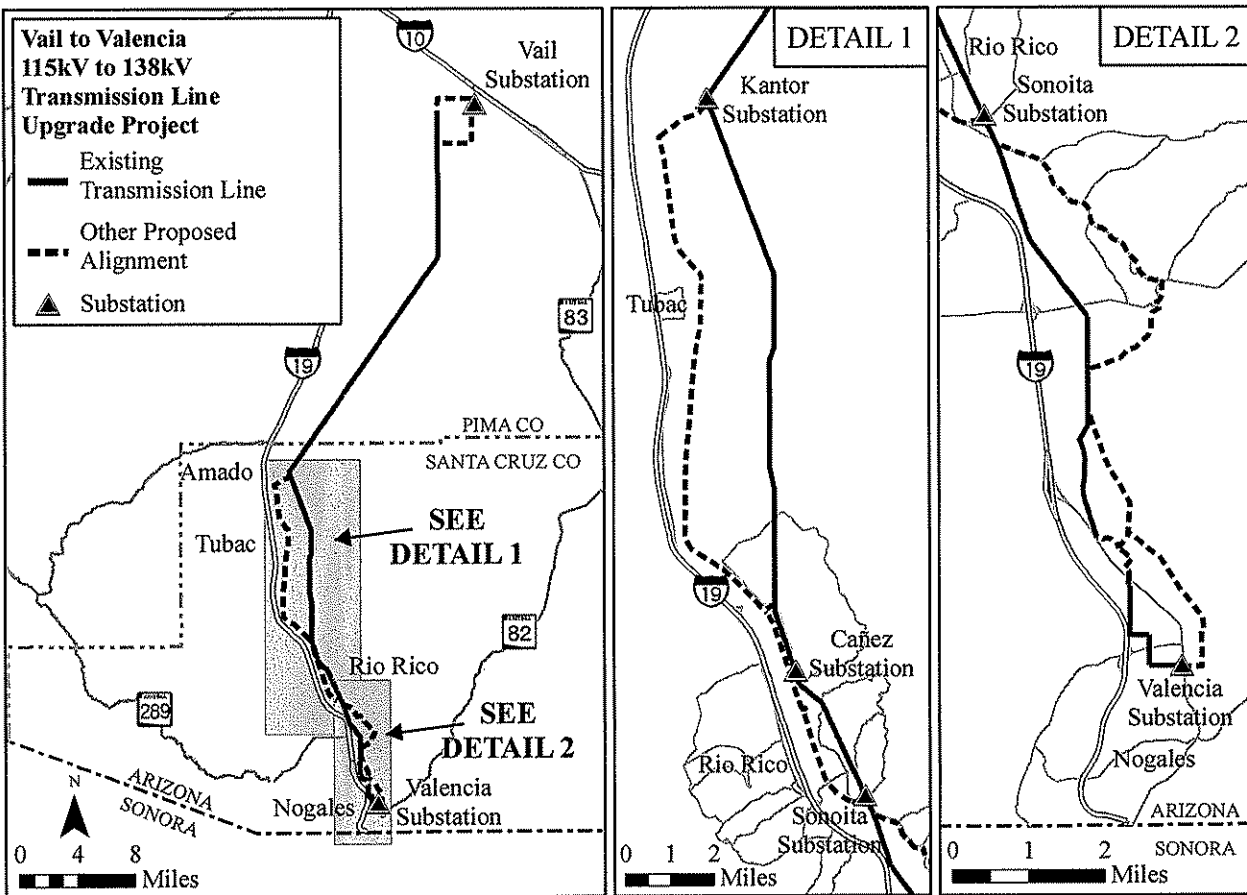 Vail to Valencia
115kV to 138kV
Transmission Line
Upgrade Project
Existing
Transmission Line
Other Proposed
Alignment
Substation
10
Vail
Substation
83
19
PIMA CO
SANTA CRUZ CO
Amado
Tubac
SEE
DETAIL 1
82
Rio Rico
289
SEE
DETAIL 2
N
ARIZONA
SONORA
Nogales
Valencia
Substation
0 4 8
Miles
DETAIL 1
Kantor
Substation
Tubac
19
Cañez
Substation
Rio Rico
Sonoita
Substation
0 1 2
Miles
DETAIL 2
Rio Rico
Sonoita
Substation
19
Valencia
Substation
Nogales
ARIZONA
SONORA
0 1 2
Miles